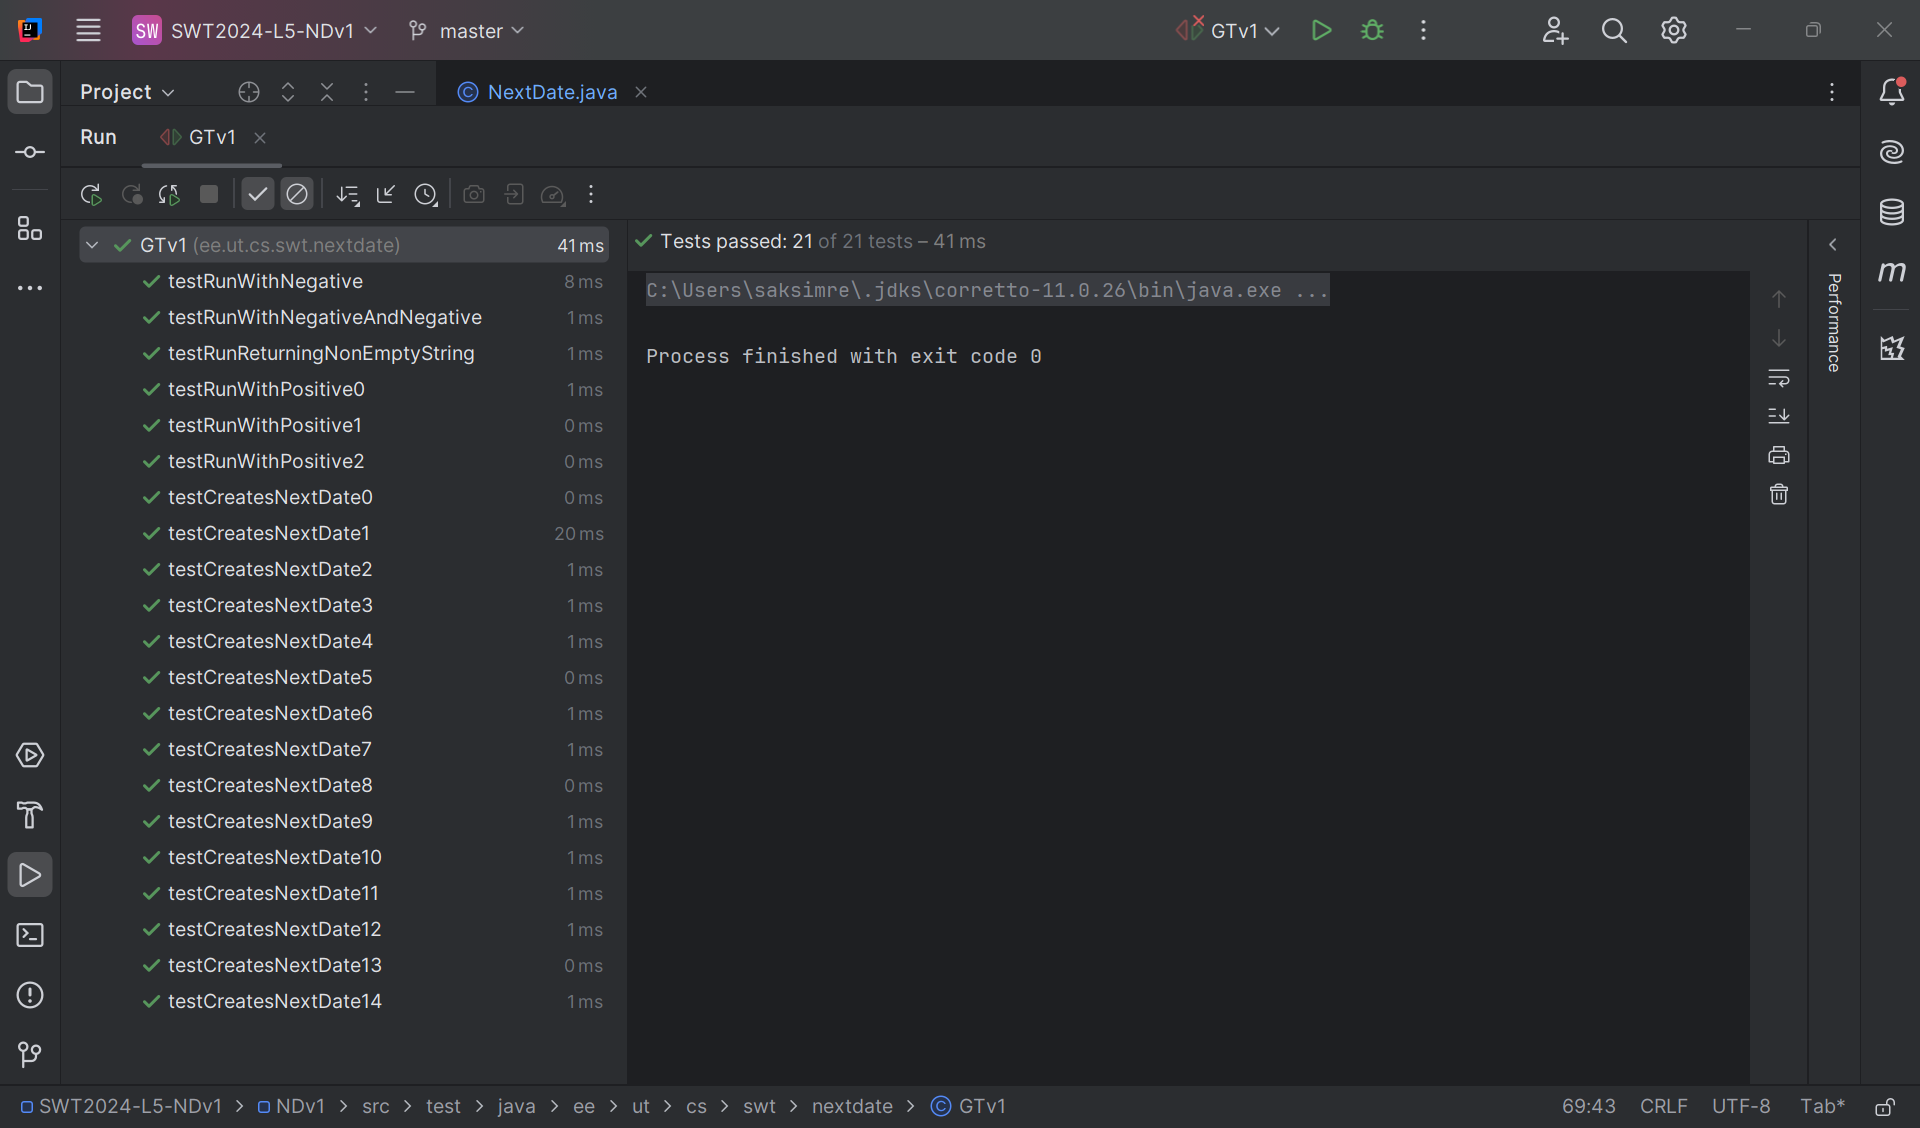 SW SWT2024-L5-NDv1 master GTv1
Project NextDate.java
Run GTv1
GTv1 (ee.ut.cs.swt.nextdate) 41 ms
Tests passed: 21 of 21 tests – 41 ms
testRunWithNegative 8 ms
C:\Users\saksimre\.jdks\corretto-11.0.26\bin\java.exe ...
testRunWithNegativeAndNegative 1 ms
testRunReturningNonEmptyString 1 ms
Process finished with exit code 0
testRunWithPositive0 1 ms
testRunWithPositive1 0 ms
testRunWithPositive2 0 ms
testCreatesNextDate0 0 ms
testCreatesNextDate1 20 ms
testCreatesNextDate2 1 ms
testCreatesNextDate3 1 ms
testCreatesNextDate4 1 ms
testCreatesNextDate5 0 ms
testCreatesNextDate6 1 ms
testCreatesNextDate7 1 ms
testCreatesNextDate8 0 ms
testCreatesNextDate9 1 ms
testCreatesNextDate10 1 ms
testCreatesNextDate11 1 ms
testCreatesNextDate12 1 ms
testCreatesNextDate13 0 ms
testCreatesNextDate14 1 ms
Performance
m
SWT2024-L5-NDv1 > NDv1 > src > test > java > ee > ut > cs > swt > nextdate > GTv1
69:43 CRLF UTF-8 Tab*